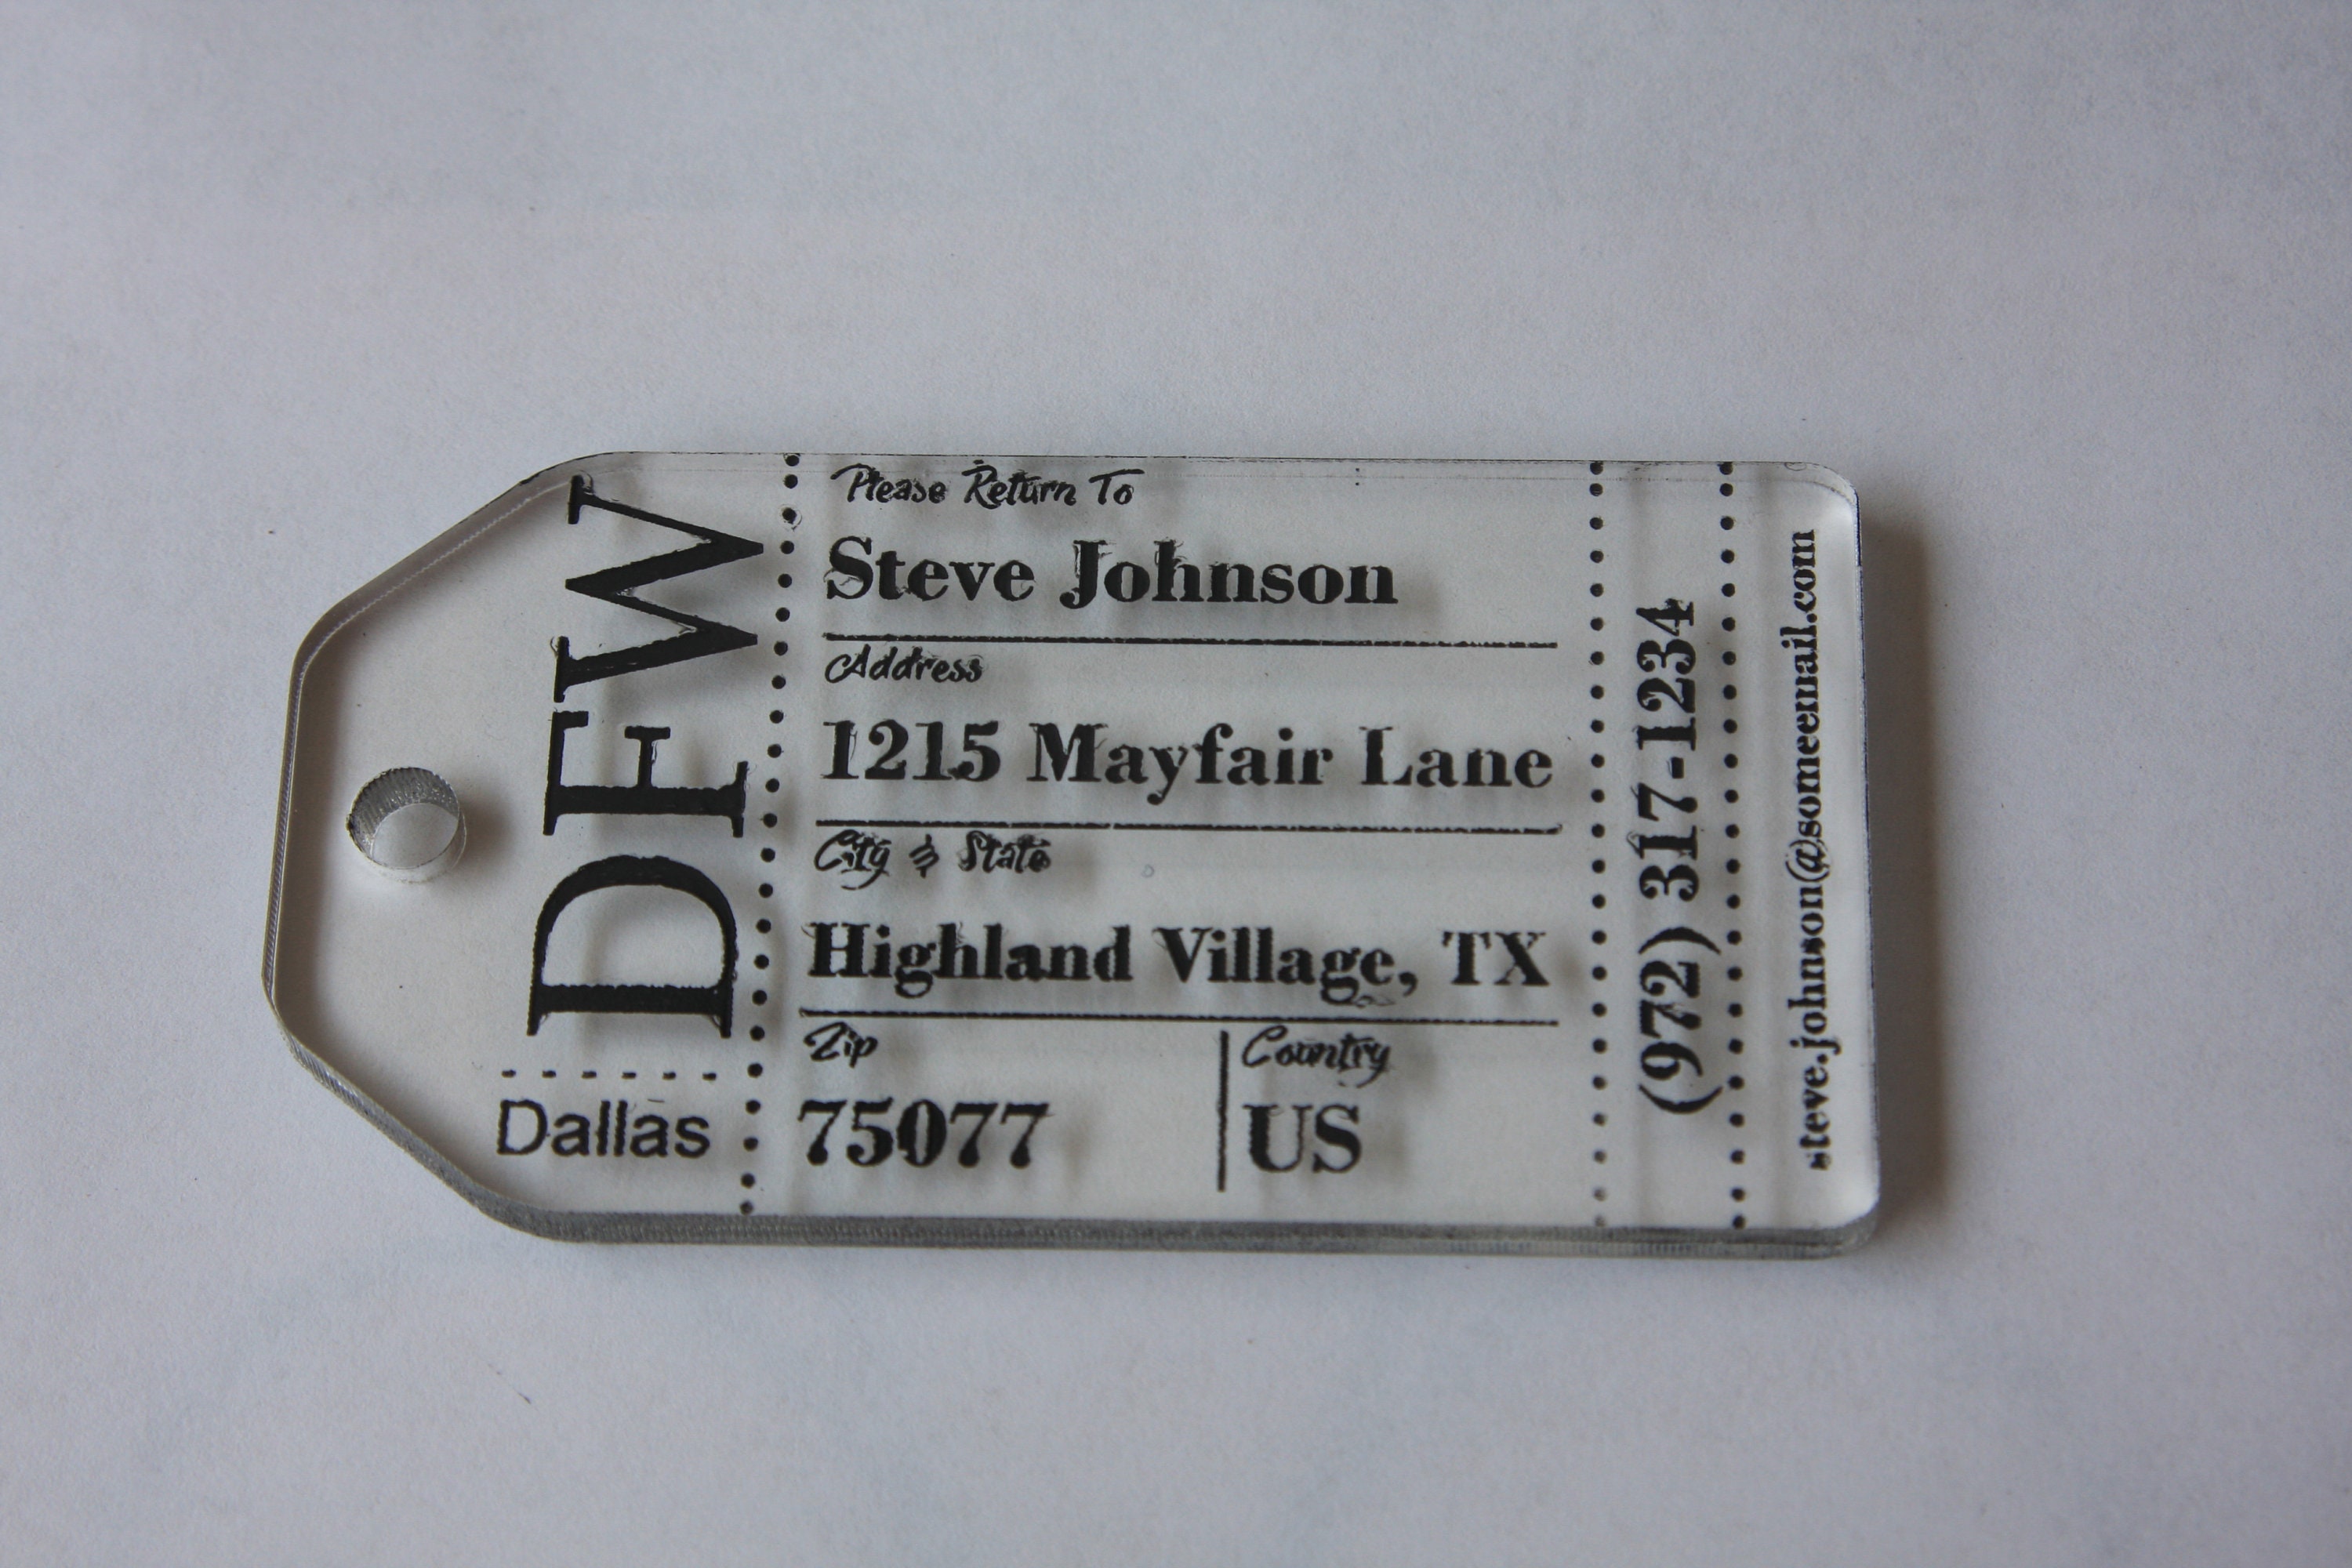 DFW
Dallas
Please Return To
Steve Johnson
Address
1215 Mayfair Lane
City & State
Highland Village, TX
Zip
75077
Country
US
(972) 317-1234
steve.johnson@someemail.com